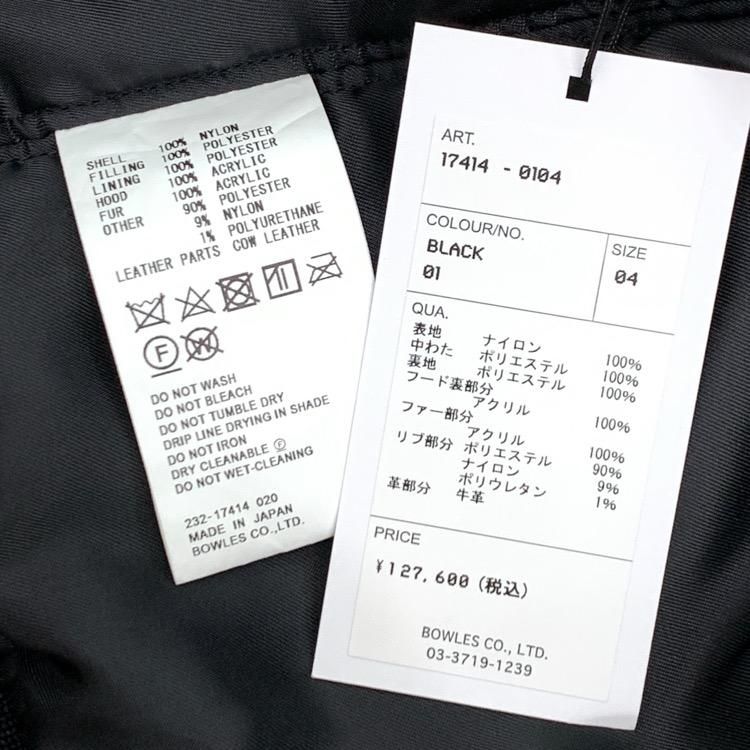 SHELL 100% NYLON
FILLING 100% POLYESTER
LINING 100% POLYESTER
HOOD 100% ACRYLIC
FUR 100% ACRYLIC
OTHER 90% POLYESTER
9% NYLON
1% POLYURETHANE
LEATHER PARTS COW LEATHER
F
W
DO NOT WASH
DO NOT BLEACH
DO NOT TUMBLE DRY
DRIP LINE DRYING IN SHADE
DO NOT IRON
DRY CLEANABLE Ⓕ
DO NOT WET-CLEANING
232-17414 020
MADE IN JAPAN
BOWLES CO.,LTD.
ART.
17414 - 0104
COLOUR/NO.
BLACK
01
SIZE
04
QUA.
表地 ナイロン 100%
中わた ポリエステル 100%
裏地 ポリエステル 100%
フード裏部分
アクリル 100%
ファー部分
アクリル 100%
リブ部分 ポリエステル 90%
ナイロン 9%
ポリウレタン 1%
革部分 牛革
PRICE
¥127,600(税込)
BOWLES CO., LTD.
03-3719-1239